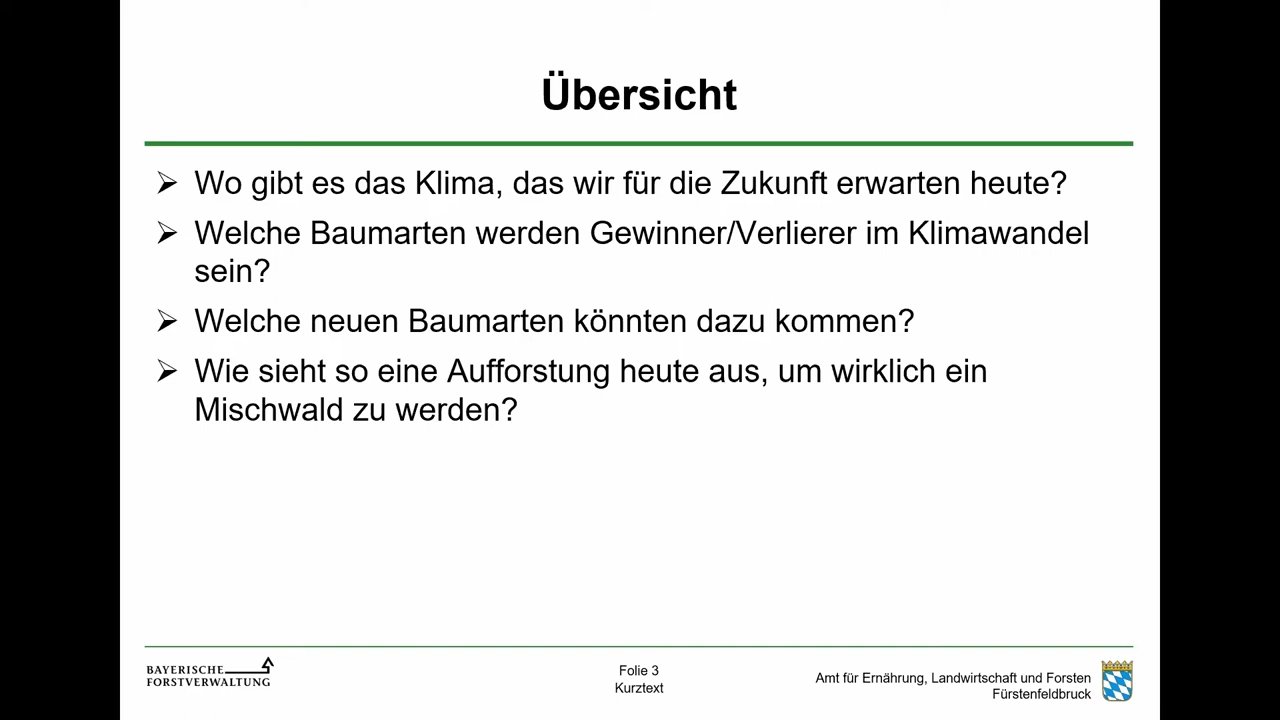 Übersicht
Wo gibt es das Klima, das wir für die Zukunft erwarten heute?
Welche Baumarten werden Gewinner/Verlierer im Klimawandel
sein?
Welche neuen Baumarten könnten dazu kommen?
Wie sieht so eine Aufforstung heute aus, um wirklich ein
Mischwald zu werden?
BAYERISCHE
FORSTVERWALTUNG
Folie 3
Kurztext
Amt für Ernährung, Landwirtschaft und Forsten
Fürstenfeldbruck